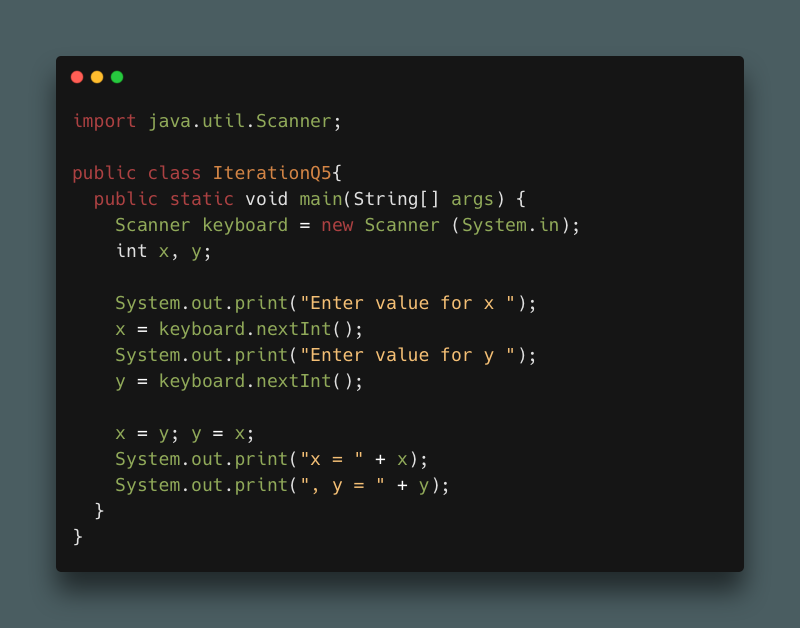 import java.util.Scanner;

public class IterationQ5{
  public static void main(String[] args) {
    Scanner keyboard = new Scanner (System.in);
    int x, y;

    System.out.print("Enter value for x ");
    x = keyboard.nextInt();
    System.out.print("Enter value for y ");
    y = keyboard.nextInt();

    x = y; y = x;
    System.out.print("x = " + x);
    System.out.print(", y = " + y);
  }
}